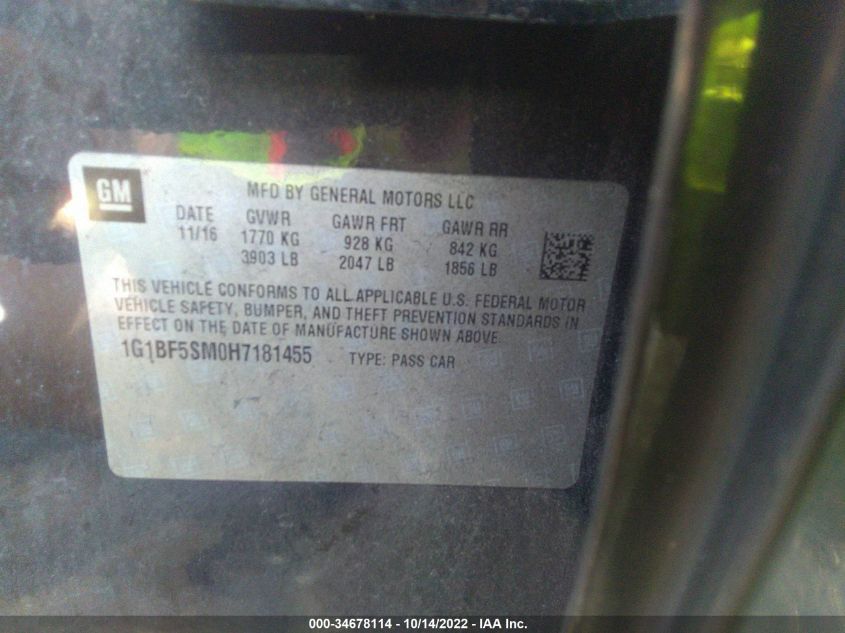 GM
MFD BY GENERAL MOTORS LLC
DATE GVWR GAWR FRT GAWR RR
11/16 1770 KG 928 KG 842 KG
3903 LB 2047 LB 1856 LB
THIS VEHICLE CONFORMS TO ALL APPLICABLE U.S. FEDERAL MOTOR
VEHICLE SAFETY, BUMPER, AND THEFT PREVENTION STANDARDS IN
EFFECT ON THE DATE OF MANUFACTURE SHOWN ABOVE.
1G1BF5SM0H7181455 TYPE: PASS CAR
000-34678114 - 10/14/2022 - IAA Inc.